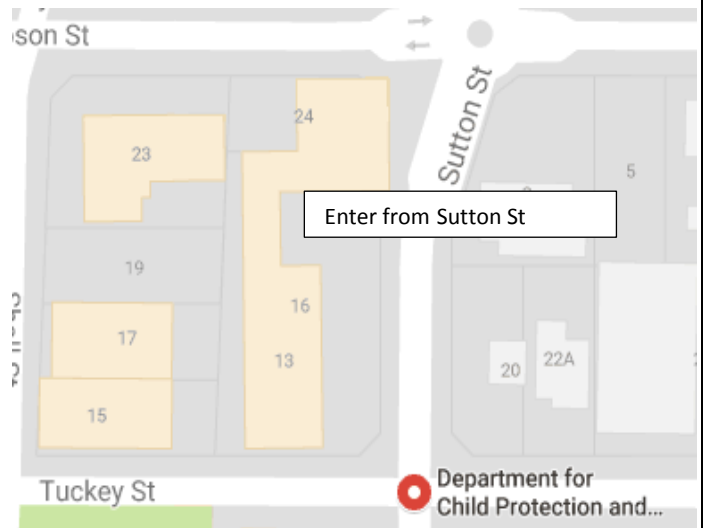 son St
24
Sutton St
23
5
Enter from Sutton St
19
16
17
13
20
22A
15
Tuckey St
Department for
Child Protection and...